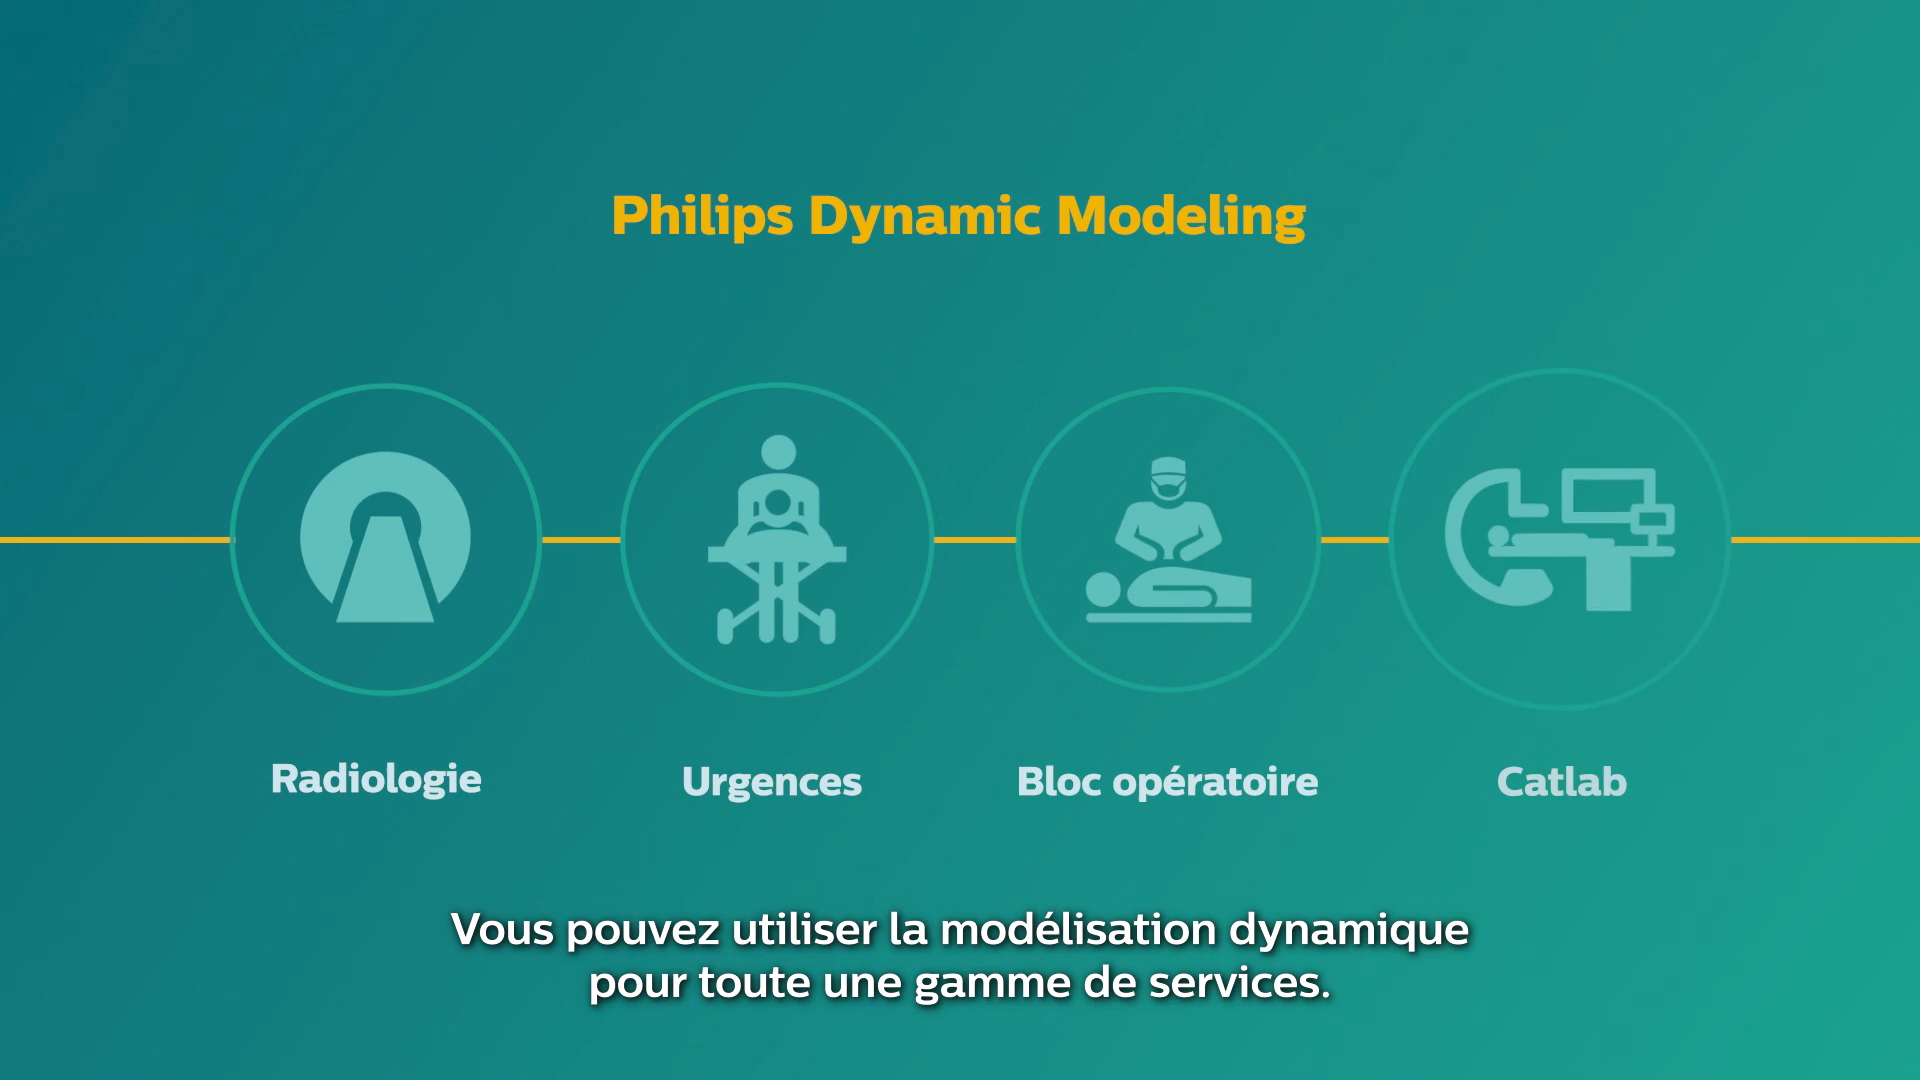 Philips Dynamic Modeling
Radiologie
Urgences
Bloc opératoire
Catlab
Vous pouvez utiliser la modélisation dynamique
pour toute une gamme de services.